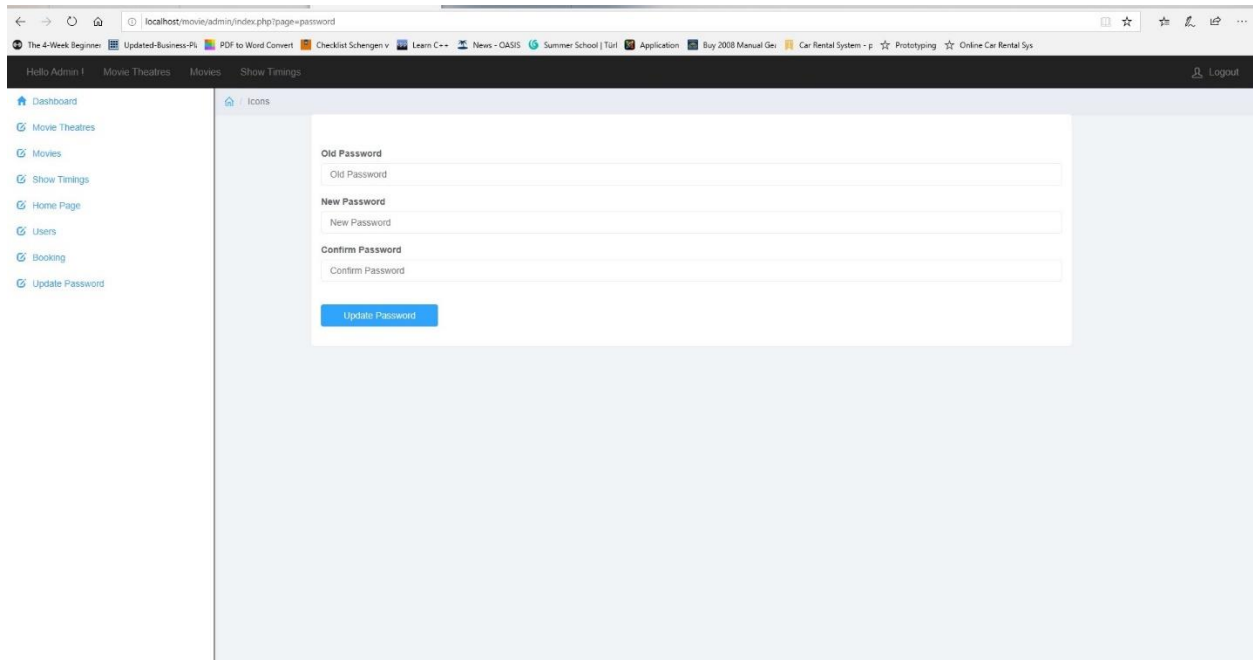 localhost/movie/admin/index.php?page=password
The 4-Week Beginner Updated-Business-Pla PDF to Word Convert Checklist Schengen v Learn C++ News - OASIS Summer School | Türl Application Buy 2008 Manual Ger Car Rental System - p Prototyping Online Car Rental Sys
Hello Admin ! Movie Theatres Movies Show Timings Logout
Dashboard
/ Icons
Movie Theatres
Movies
Show Timings
Home Page
Users
Booking
Update Password
Old Password
Old Password
New Password
New Password
Confirm Password
Confirm Password
Update Password